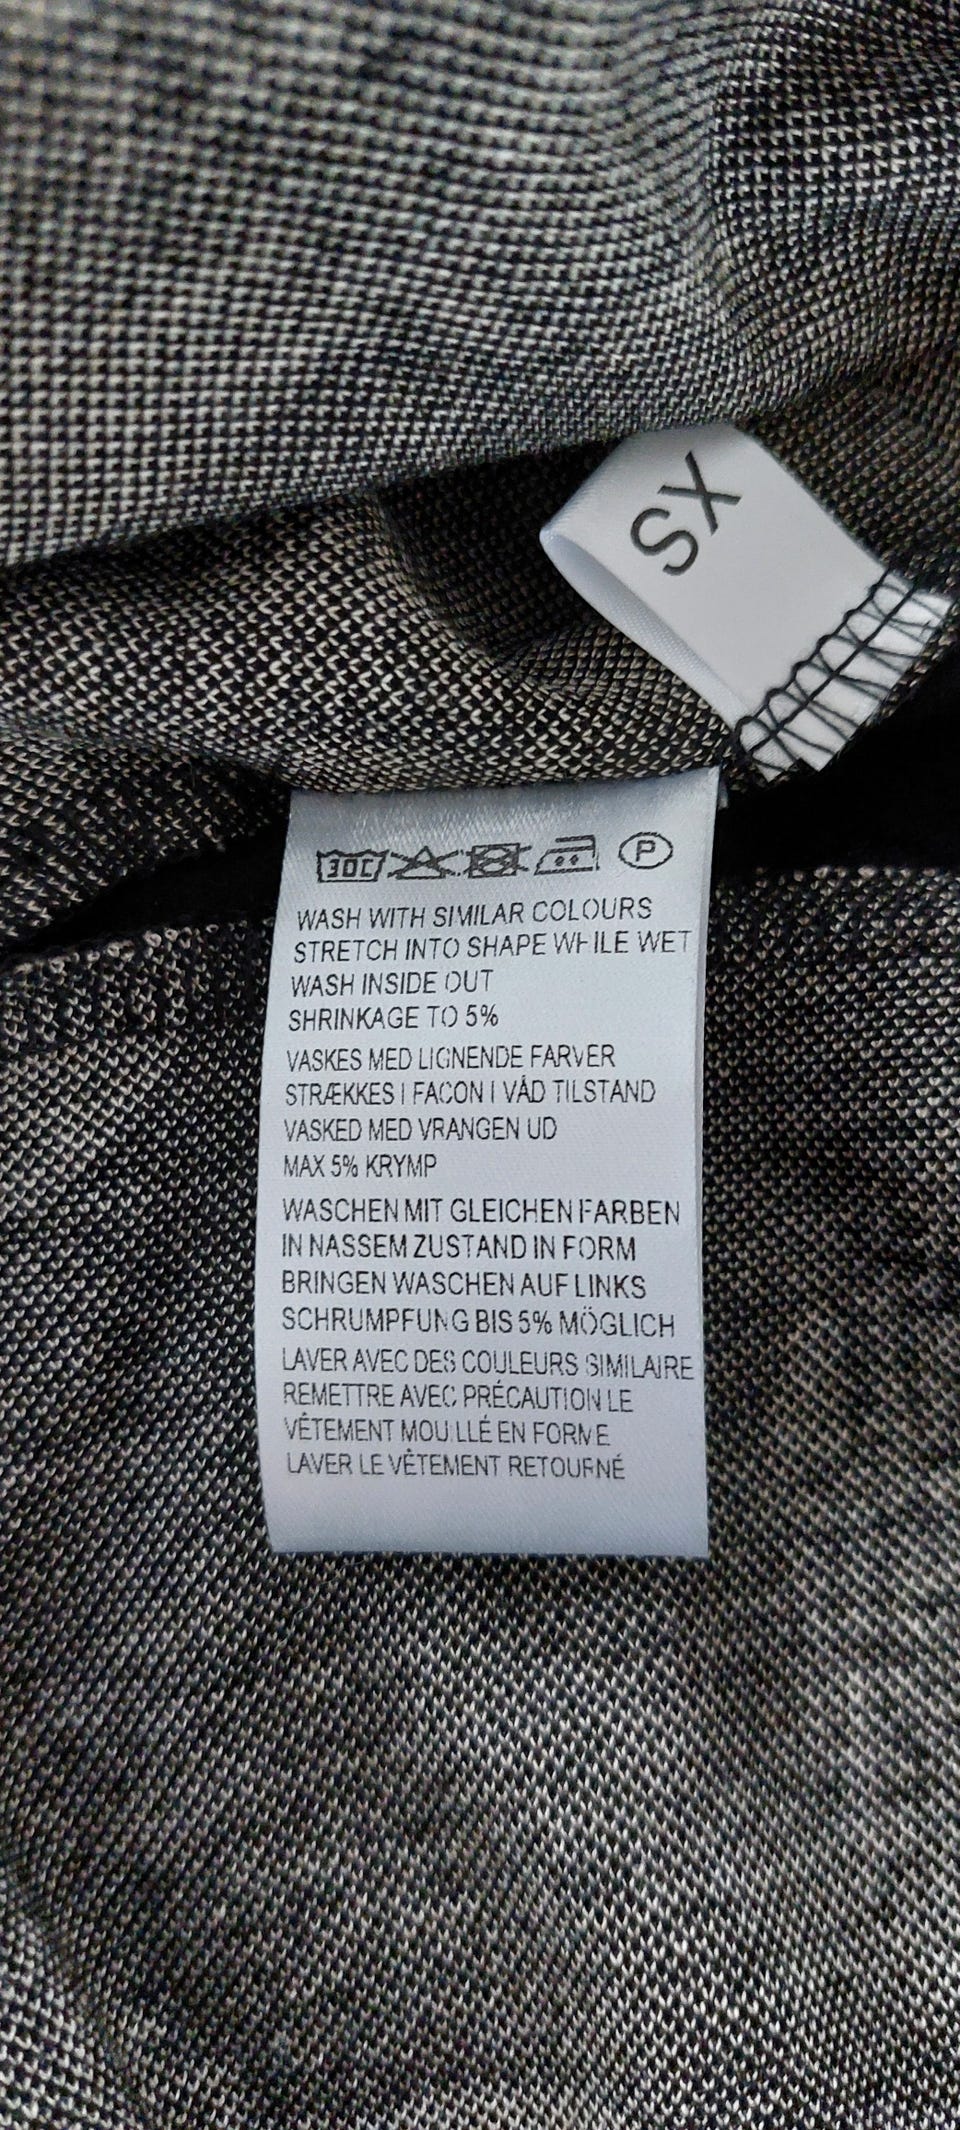 XS
30C P
WASH WITH SIMILAR COLOURS
STRETCH INTO SHAPE WHILE WET
WASH INSIDE OUT
SHRINKAGE TO 5%
VASKES MED LIGNENDE FARVER
STRÆKKES I FACON I VÅD TILSTAND
VASKED MED VRANGEN UD
MAX 5% KRYMP
WASCHEN MIT GLEICHEN FARBEN
IN NASSEM ZUSTAND IN FORM
BRINGEN WASCHEN AUF LINKS
SCHRUMPFUNG BIS 5% MÖGLICH
LAVER AVEC DES COULEURS SIMILAIRE
REMETTRE AVEC PRÉCAUTION LE
VÊTEMENT MOUILLÉ EN FORME
LAVER LE VÊTEMENT RETOURNÉ